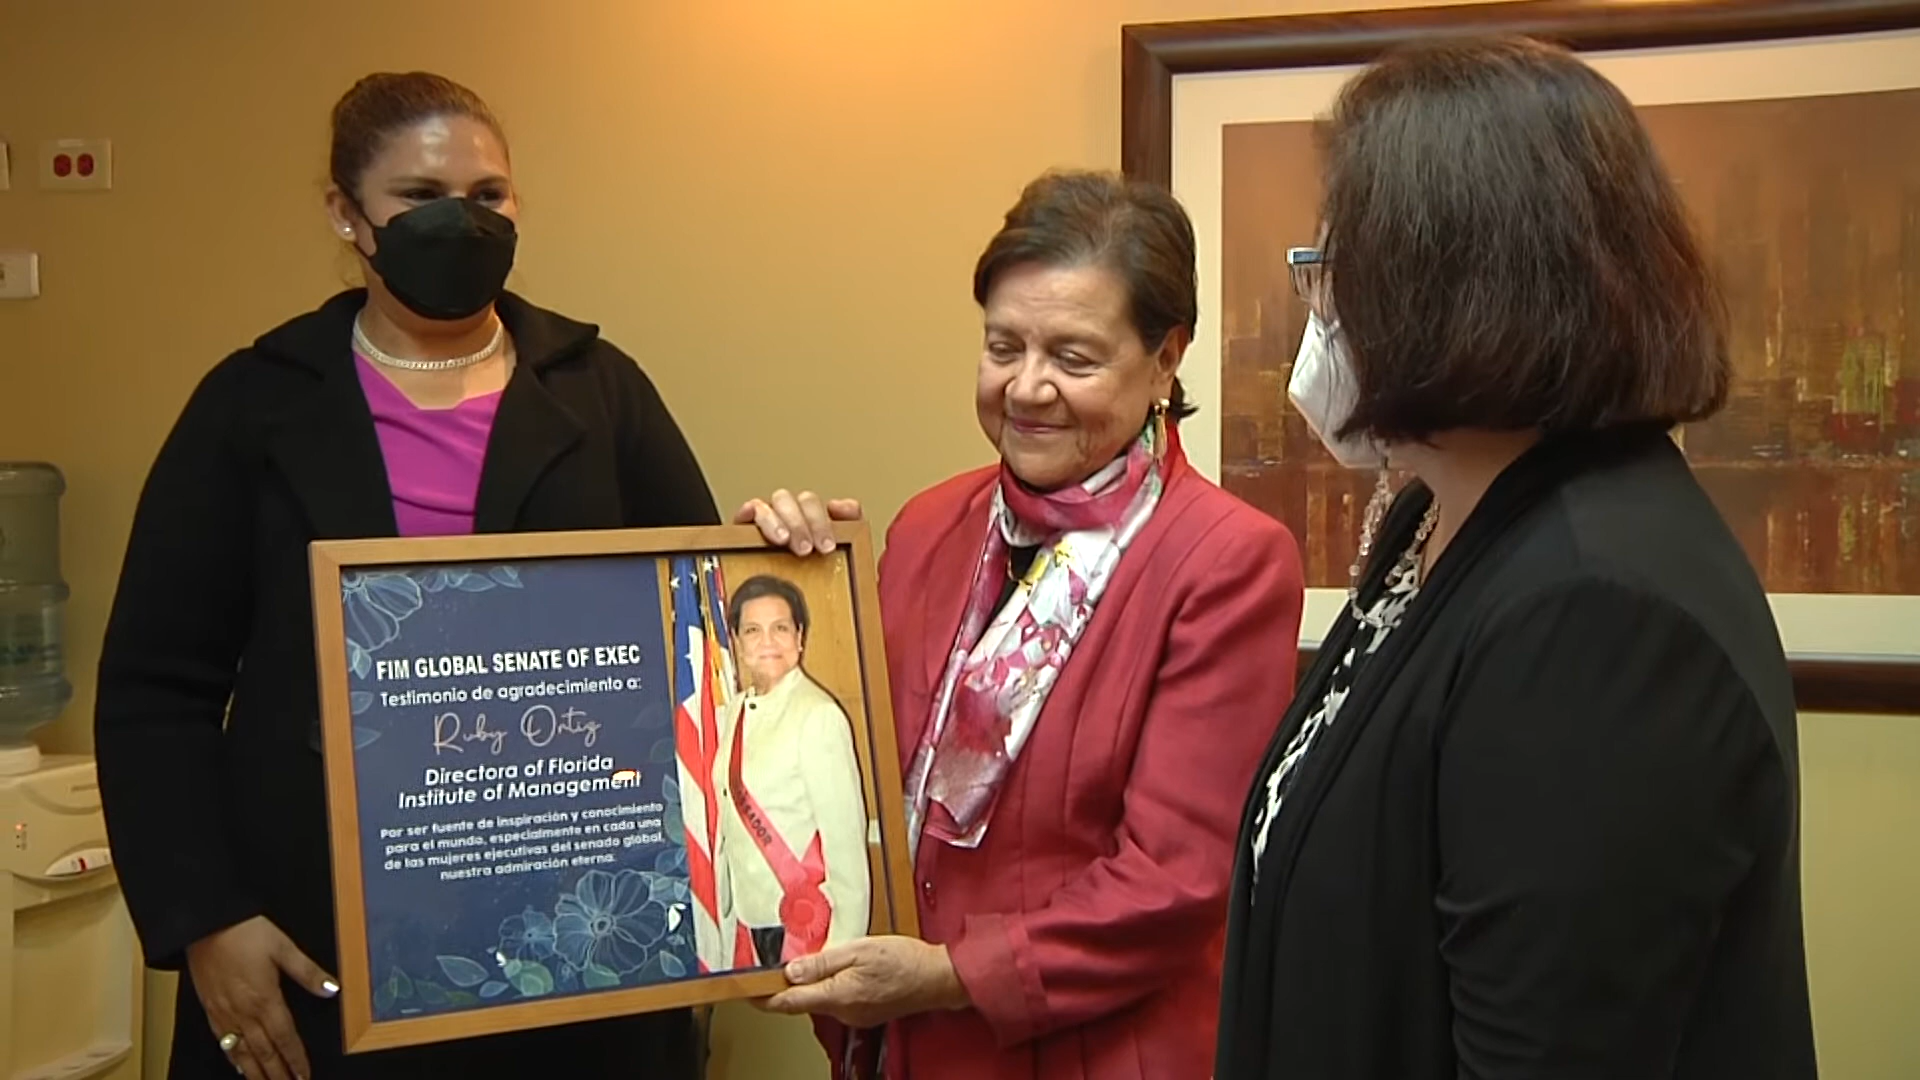 FIM GLOBAL SENATE OF EXEC
Testimonio de agradecimiento a:
Ruby Ortiz
Directora of Florida
Institute of Management
Por ser fuente de inspiración y conocimiento
para el mundo, especialmente en cada una
de las mujeres ejecutivas del senado global,
nuestra admiración eterna.